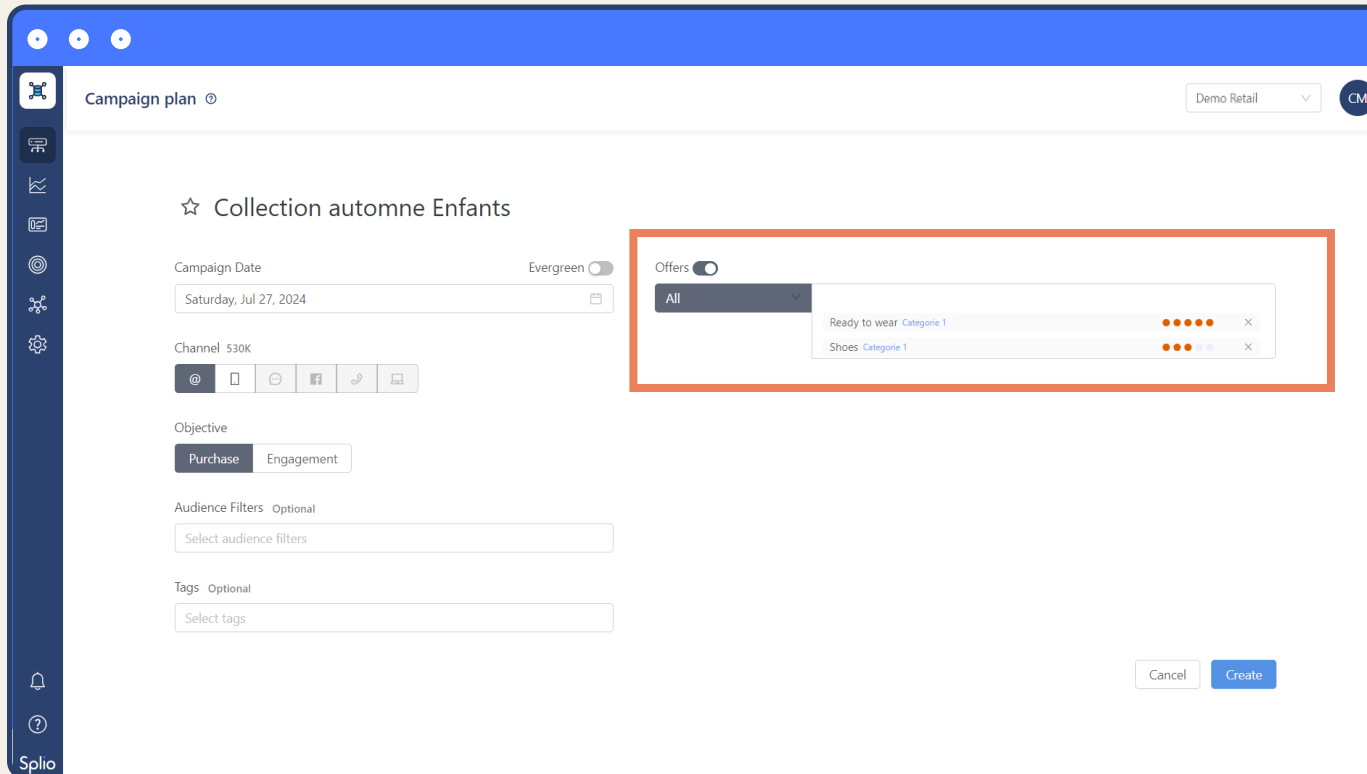 Campaign plan
Demo Retail
CM
Collection automne Enfants
Campaign Date
Evergreen
Saturday, Jul 27, 2024
Offers
All
Ready to wear Categorie 1
Shoes Categorie 1
Channel 530K
@
Objective
Purchase Engagement
Audience Filters Optional
Select audience filters
Tags Optional
Select tags
Cancel Create
Splio